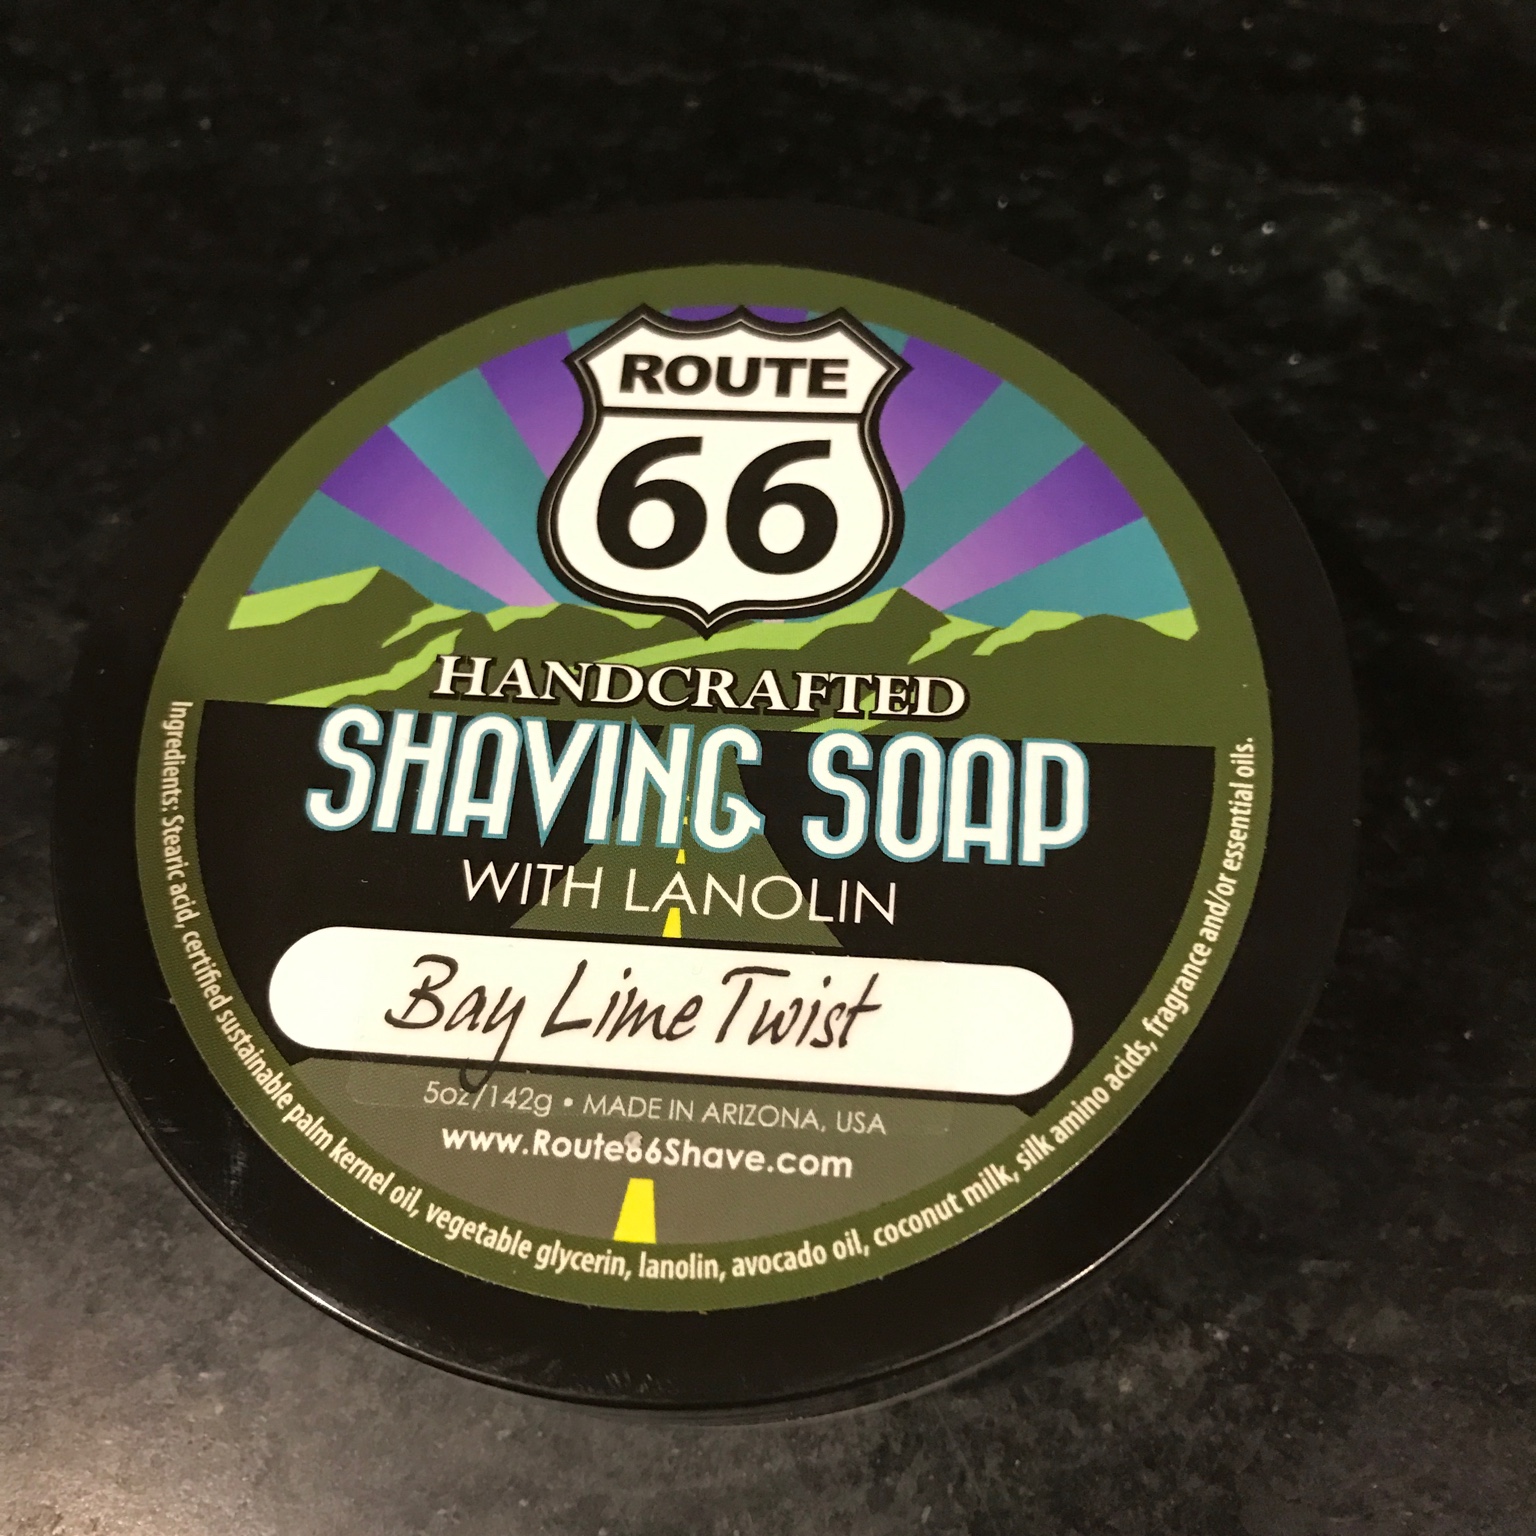 ROUTE
66
HANDCRAFTED
SHAVING SOAP
WITH LANOLIN
Bay Lime Twist
5oz/142g • MADE IN ARIZONA, USA
www.Route66Shave.com
Ingredients: Stearic acid, certified sustainable palm kernel oil, vegetable glycerin, lanolin, avocado oil, coconut milk, silk amino acids, fragrance and/or essential oils.